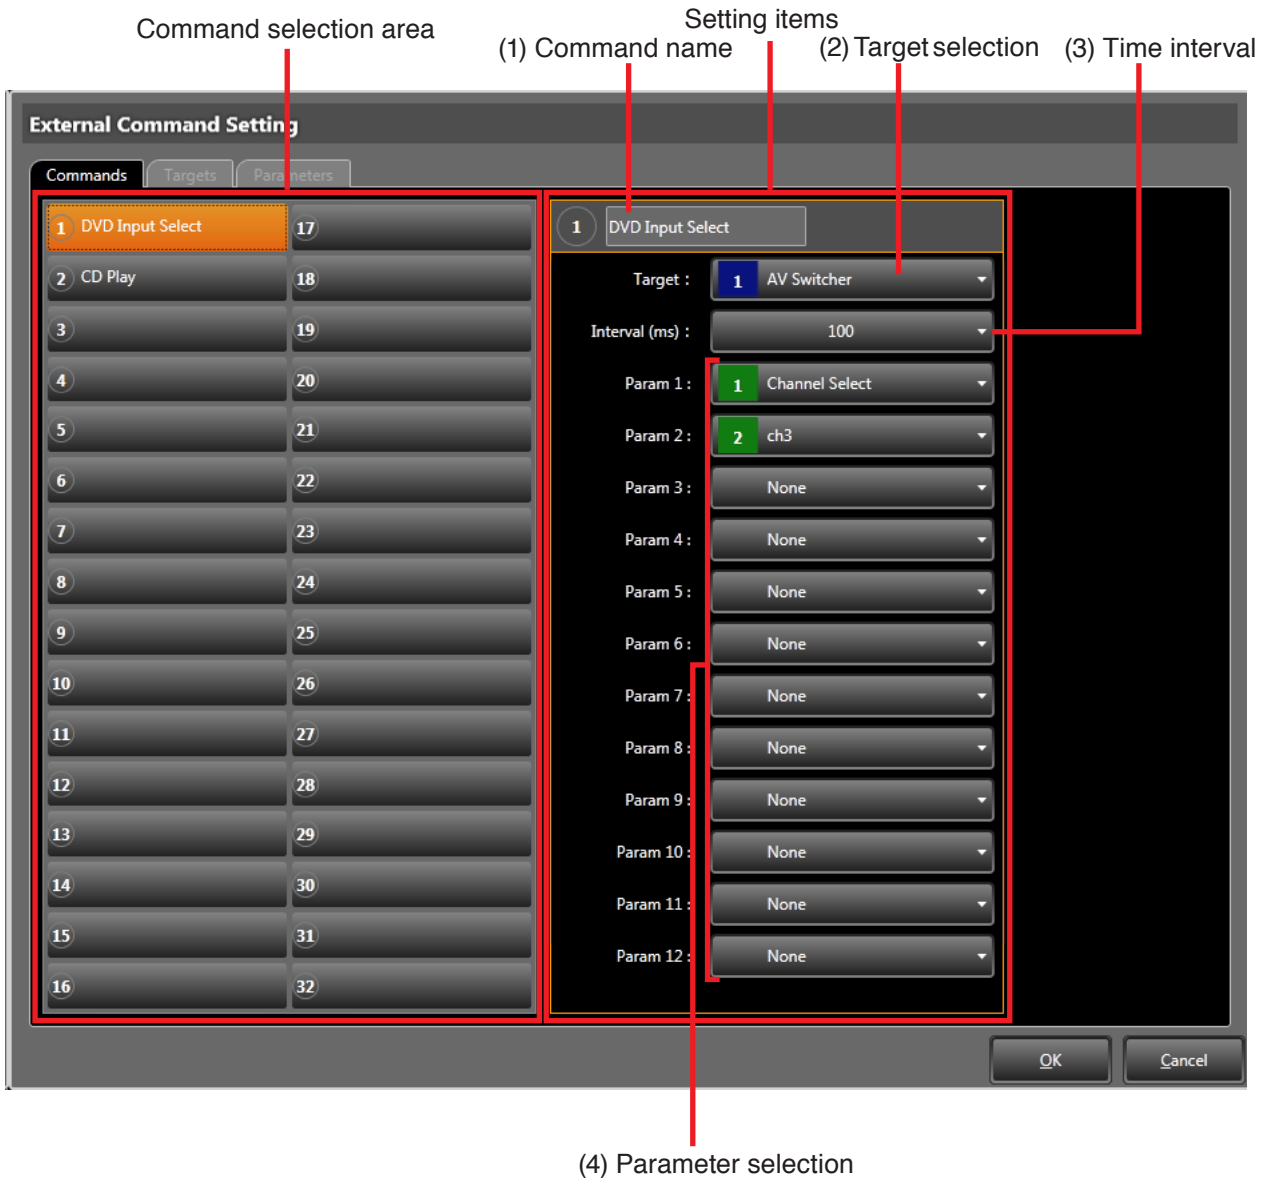 Setting items
Command selection area
(1) Command name
(2) Target selection
(3) Time interval
External Command Setting
Commands
Targets
Parameters
1 DVD Input Select
2 CD Play
3
4
5
6
7
8
9
10
11
12
13
14
15
16
17
18
19
20
21
22
23
24
25
26
27
28
29
30
31
32
1 DVD Input Select
Target : 1 AV Switcher
Interval (ms) : 100
Param 1 : 1 Channel Select
Param 2 : 2 ch3
Param 3 : None
Param 4 : None
Param 5 : None
Param 6 : None
Param 7 : None
Param 8 : None
Param 9 : None
Param 10 : None
Param 11 : None
Param 12 : None
OK
Cancel
(4) Parameter selection